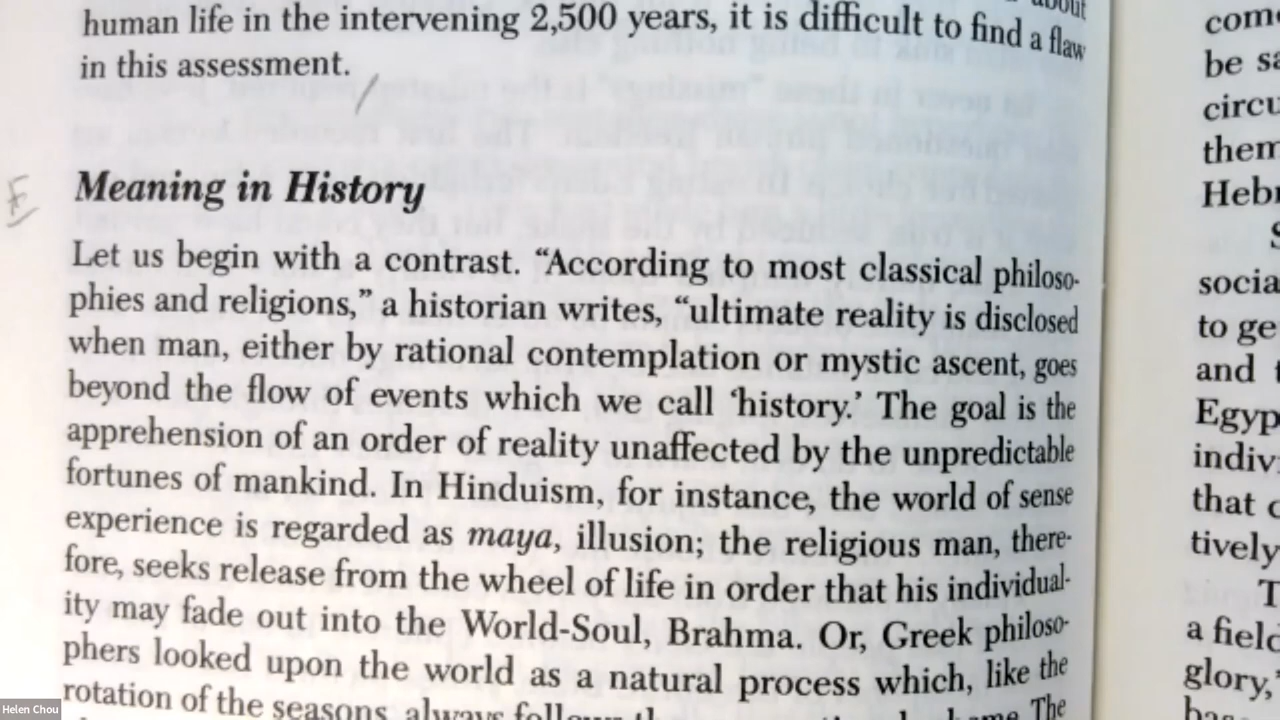 about
human life in the intervening 2,500 years, it is difficult to find a flaw
in this assessment.
E
Meaning in History
Let us begin with a contrast. “According to most classical philoso-
phies and religions,” a historian writes, “ultimate reality is disclosed
when man, either by rational contemplation or mystic ascent, goes
beyond the flow of events which we call ‘history.’ The goal is the
apprehension of an order of reality unaffected by the unpredictable
fortunes of mankind. In Hinduism, for instance, the world of sense
experience is regarded as maya, illusion; the religious man, there-
fore, seeks release from the wheel of life in order that his individual-
ity may fade out into the World-Soul, Brahma. Or, Greek philoso-
phers looked upon the world as a natural process which, like the
rotation of the seasons, always follows The
come
be sa
circu
them
Heb
S
socia
to ge
and t
Egyp
indiv
that c
tively
T
a field
glory,”
Helen Chou